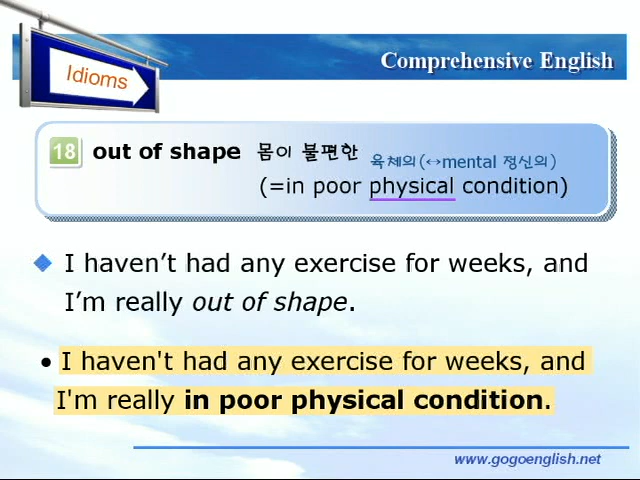 Idioms
Comprehensive English
18 out of shape 몸이 불편한
육체의(↔mental 정신의)
(=in poor physical condition)
I haven’t had any exercise for weeks, and
I’m really out of shape.
• I haven't had any exercise for weeks, and
I'm really in poor physical condition.
www.gogoenglish.net